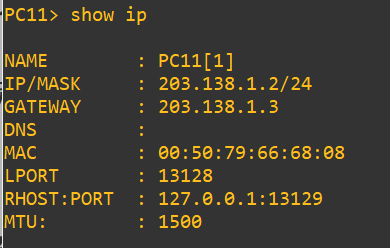 PC11> show ip
NAME        : PC11[1]
IP/MASK     : 203.138.1.2/24
GATEWAY     : 203.138.1.3
DNS         :
MAC         : 00:50:79:66:68:08
LPORT       : 13128
RHOST:PORT  : 127.0.0.1:13129
MTU:        : 1500